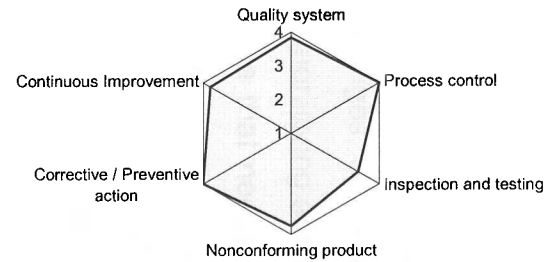 Quality system
4
Continuous Improvement
3
Process control
2
1
Corrective / Preventive
action
Inspection and testing
Nonconforming product